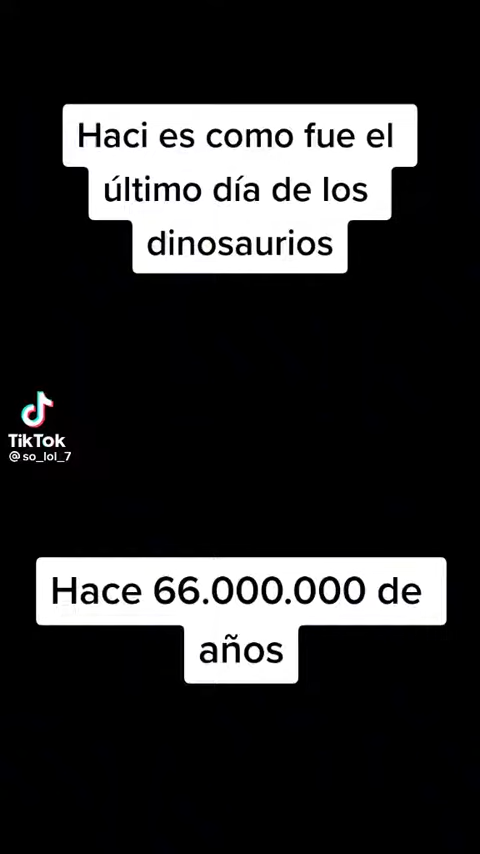 Haci es como fue el
último día de los
dinosaurios
TikTok
@so_lol_7
Hace 66.000.000 de
años